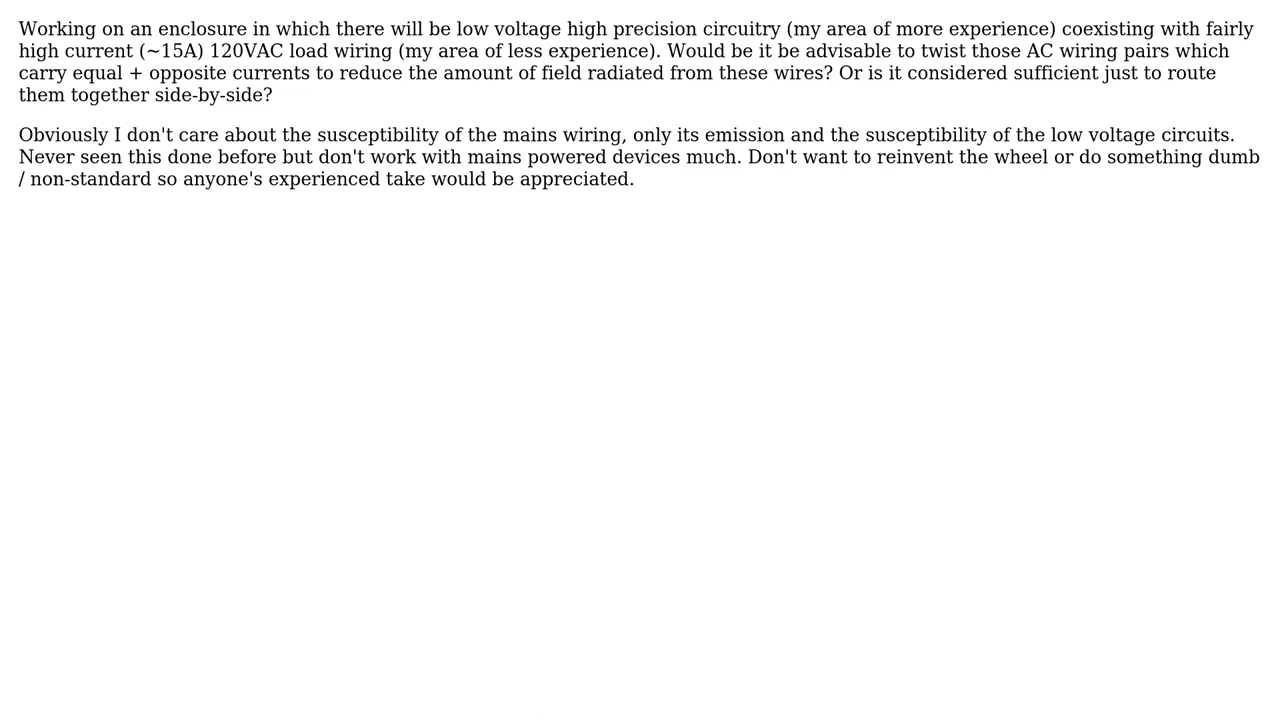 Working on an enclosure in which there will be low voltage high precision circuitry (my area of more experience) coexisting with fairly
high current (~15A) 120VAC load wiring (my area of less experience). Would be it be advisable to twist those AC wiring pairs which
carry equal + opposite currents to reduce the amount of field radiated from these wires? Or is it considered sufficient just to route
them together side-by-side?
Obviously I don't care about the susceptibility of the mains wiring, only its emission and the susceptibility of the low voltage circuits.
Never seen this done before but don't work with mains powered devices much. Don't want to reinvent the wheel or do something dumb
/ non-standard so anyone's experienced take would be appreciated.